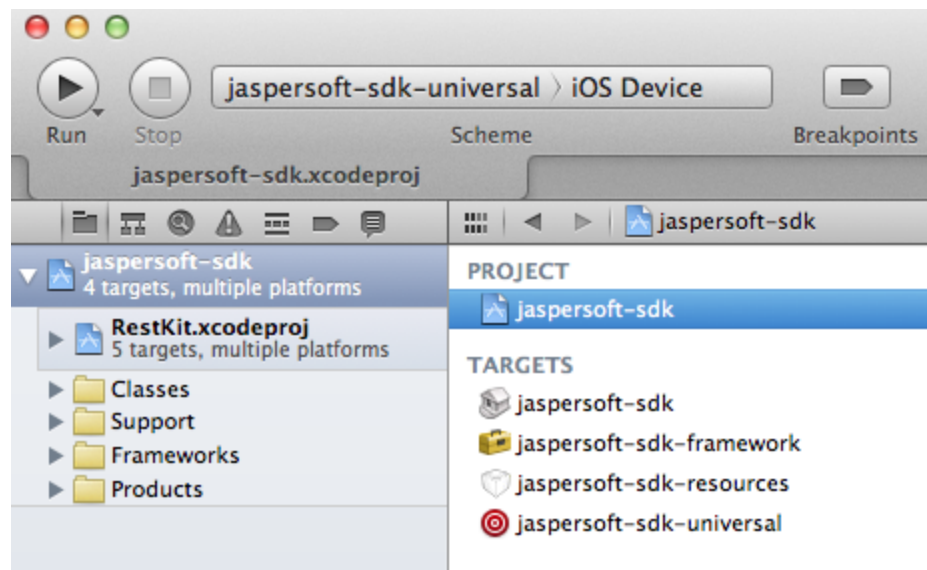 jaspersoft-sdk-universal iOS Device
Run Stop Scheme Breakpoints
jaspersoft-sdk.xcodeproj
jaspersoft-sdk
jaspersoft-sdk
4 targets, multiple platforms
RestKit.xcodeproj
5 targets, multiple platforms
Classes
Support
Frameworks
Products
PROJECT
jaspersoft-sdk
TARGETS
jaspersoft-sdk
jaspersoft-sdk-framework
jaspersoft-sdk-resources
jaspersoft-sdk-universal